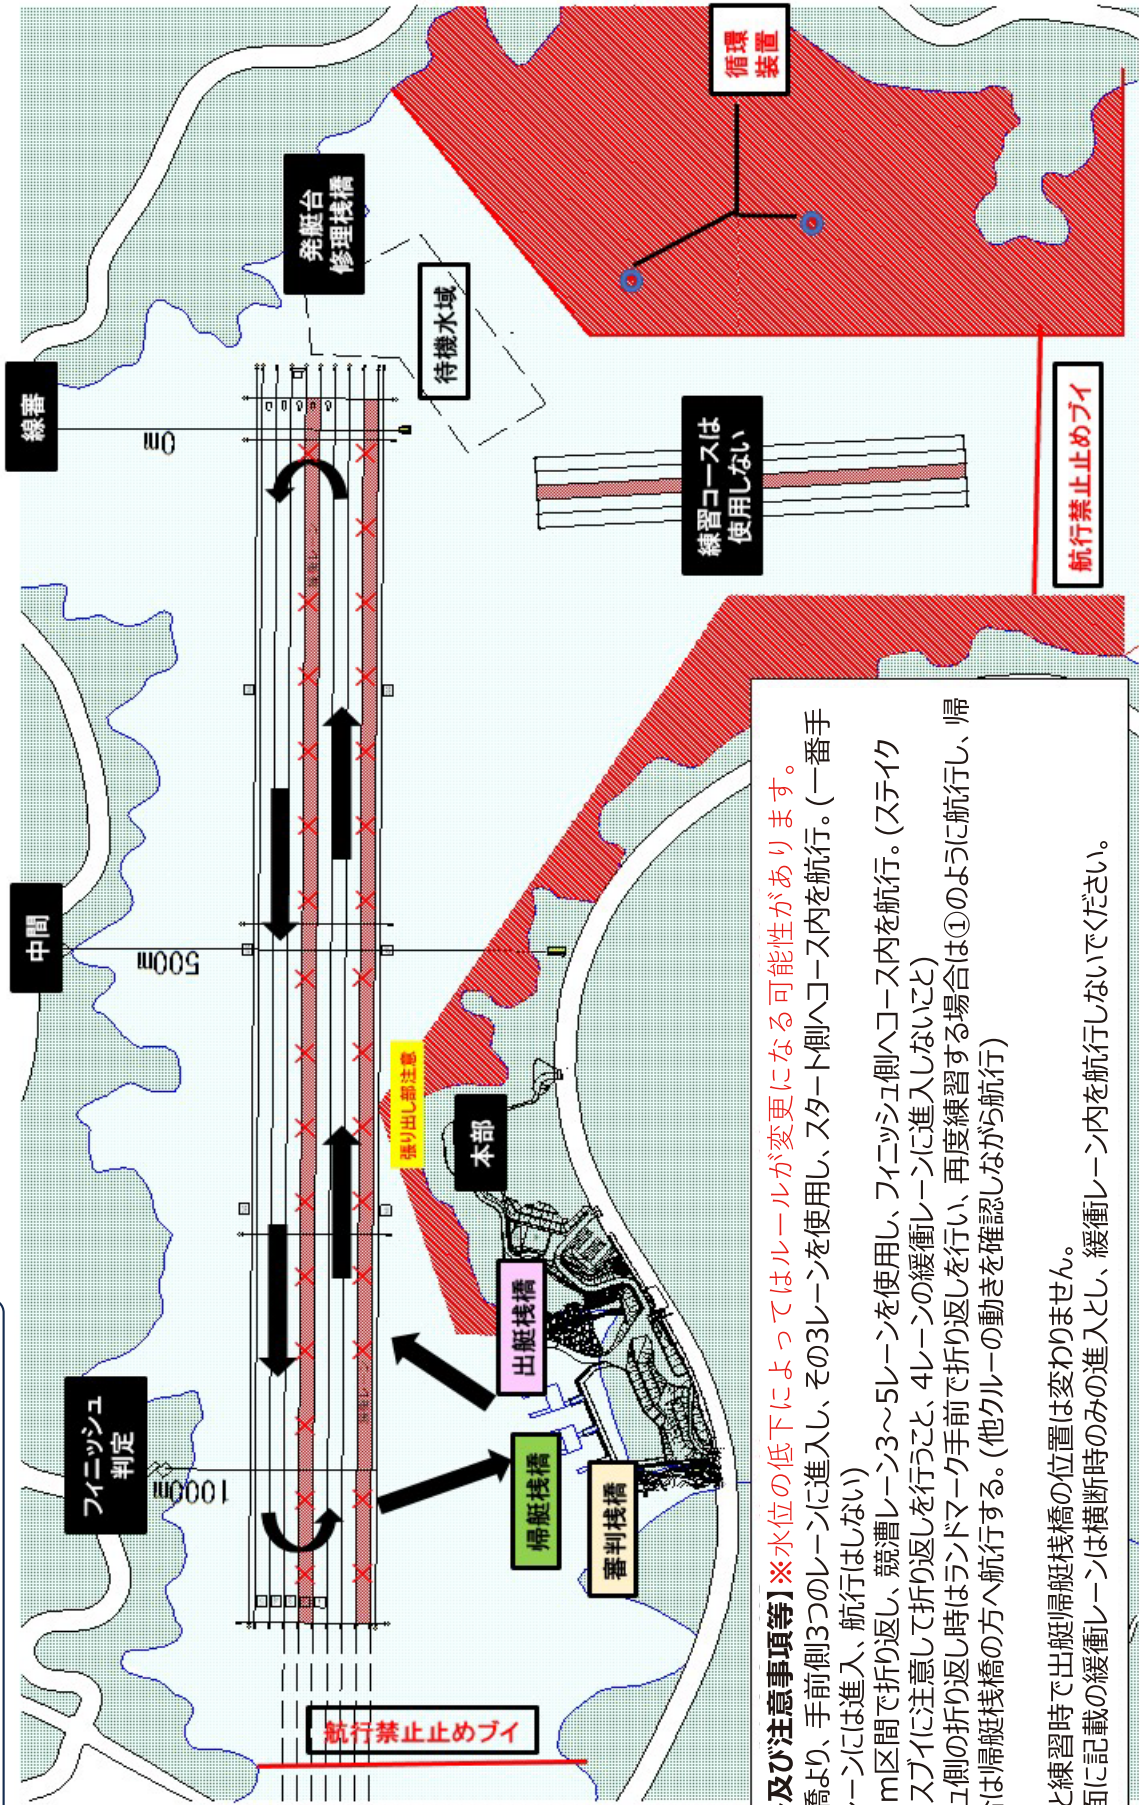 線審
0m
中間
500m
フィニッシュ
判定
1000m
発艇台
修理桟橋
待機水域
循環
装置
練習コースは
使用しない
航行禁止止めブイ
張り出し部注意
本部
出艇桟橋
帰艇桟橋
審判桟橋
航行禁止止めブイ
及び注意事項等】※水位の低下によってはルールが変更になる可能性があります。
橋より、手前側3つのレーンに進入し、その3レーンを使用し、スタート側へコース内を航行。(一番手
ーンには進入、航行はしない)
m区間で折り返し、競漕レーン3~5レーンを使用し、フィニッシュ側へコース内を航行。(ステイク
スブイに注意して折り返しを行うこと、4レーンの緩衝レーンに進入しないこと)
ュ側の折り返し時はランドマーク手前で折り返しを行い、再度練習する場合は①のように航行し、帰
は帰艇桟橋の方へ航行する。(他クルーの動きを確認しながら航行)
と練習時で出艇/帰艇桟橋の位置は変わりません。
面に記載の緩衝レーンは横断時のみの進入とし、緩衝レーン内を航行しないでください。